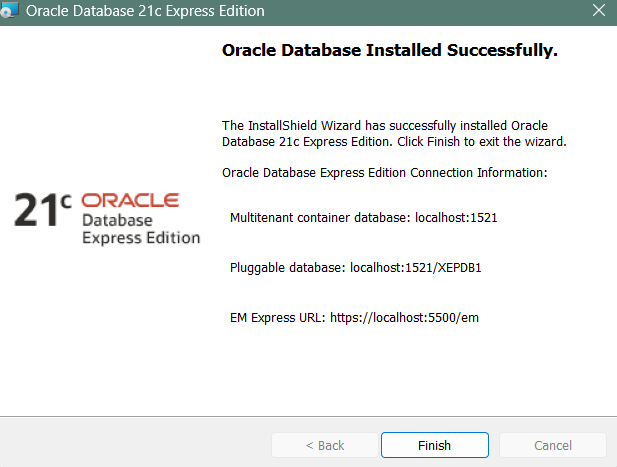 Oracle Database 21c Express Edition
Oracle Database Installed Successfully.
The InstallShield Wizard has successfully installed Oracle
Database 21c Express Edition. Click Finish to exit the wizard.
Oracle Database Express Edition Connection Information:
21c ORACLE
Database
Express Edition
Multitenant container database: localhost:1521
Pluggable database: localhost:1521/XEPDB1
EM Express URL: https://localhost:5500/em
< Back
Finish
Cancel